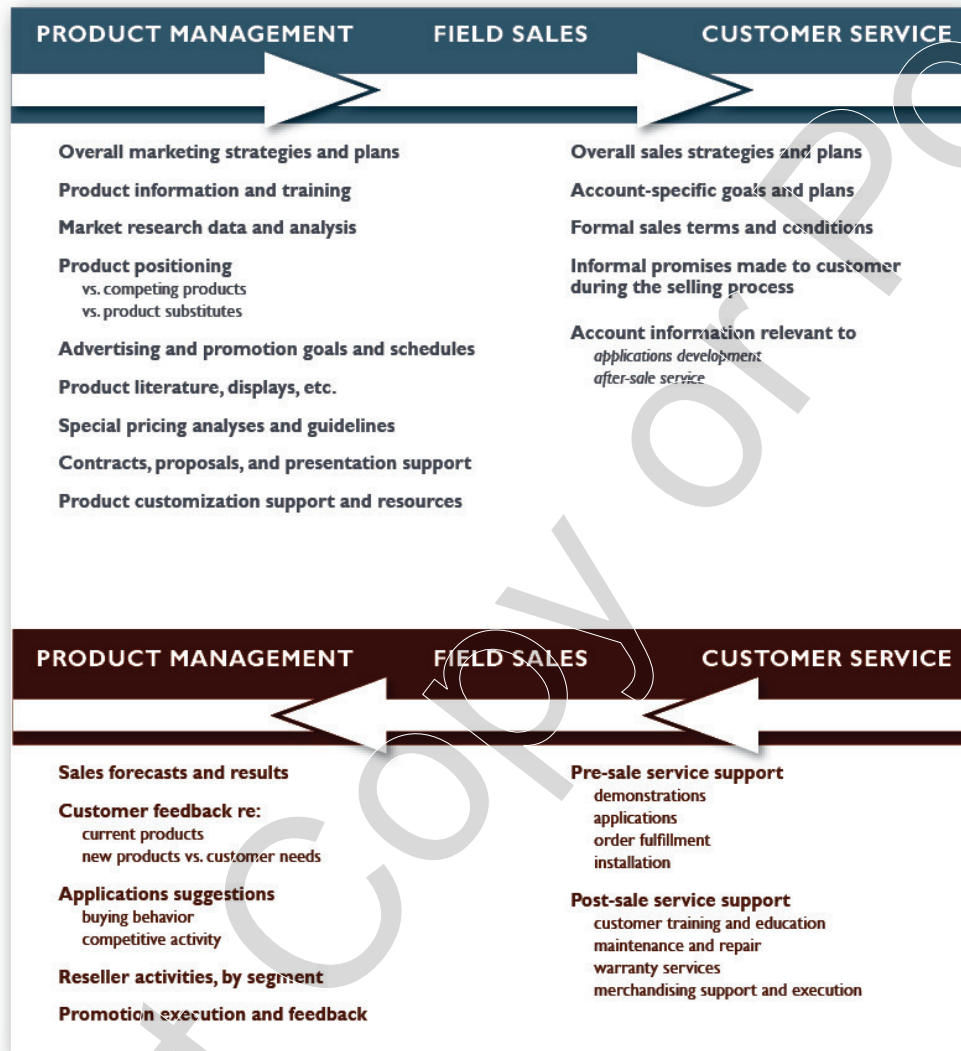 PRODUCT MANAGEMENT FIELD SALES CUSTOMER SERVICE
Overall marketing strategies and plans
Product information and training
Market research data and analysis
Product positioning
vs. competing products
vs. product substitutes
Advertising and promotion goals and schedules
Product literature, displays, etc.
Special pricing analyses and guidelines
Contracts, proposals, and presentation support
Product customization support and resources
Overall sales strategies and plans
Account-specific goals and plans
Formal sales terms and conditions
Informal promises made to customer
during the selling process
Account information relevant to
applications development
after-sale service
PRODUCT MANAGEMENT FIELD SALES CUSTOMER SERVICE
Sales forecasts and results
Customer feedback re:
current products
new products vs. customer needs
Applications suggestions
buying behavior
competitive activity
Reseller activities, by segment
Promotion execution and feedback
Pre-sale service support
demonstrations
applications
order fulfillment
installation
Post-sale service support
customer training and education
maintenance and repair
warranty services
merchandising support and execution
Copy or